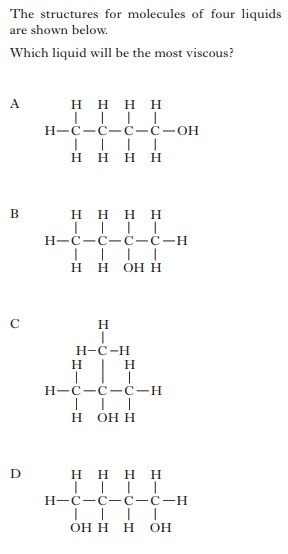 The structures for molecules of four liquids
are shown below.
Which liquid will be the most viscous?
A
H H H H
H–C–C–C–C–OH
H H H H
B
H H H H
H–C–C–C–C–H
H H OH H
C
H
H–C–H
H H
H–C–C–C–H
H OH H
D
H H H H
H–C–C–C–C–H
OH H H OH